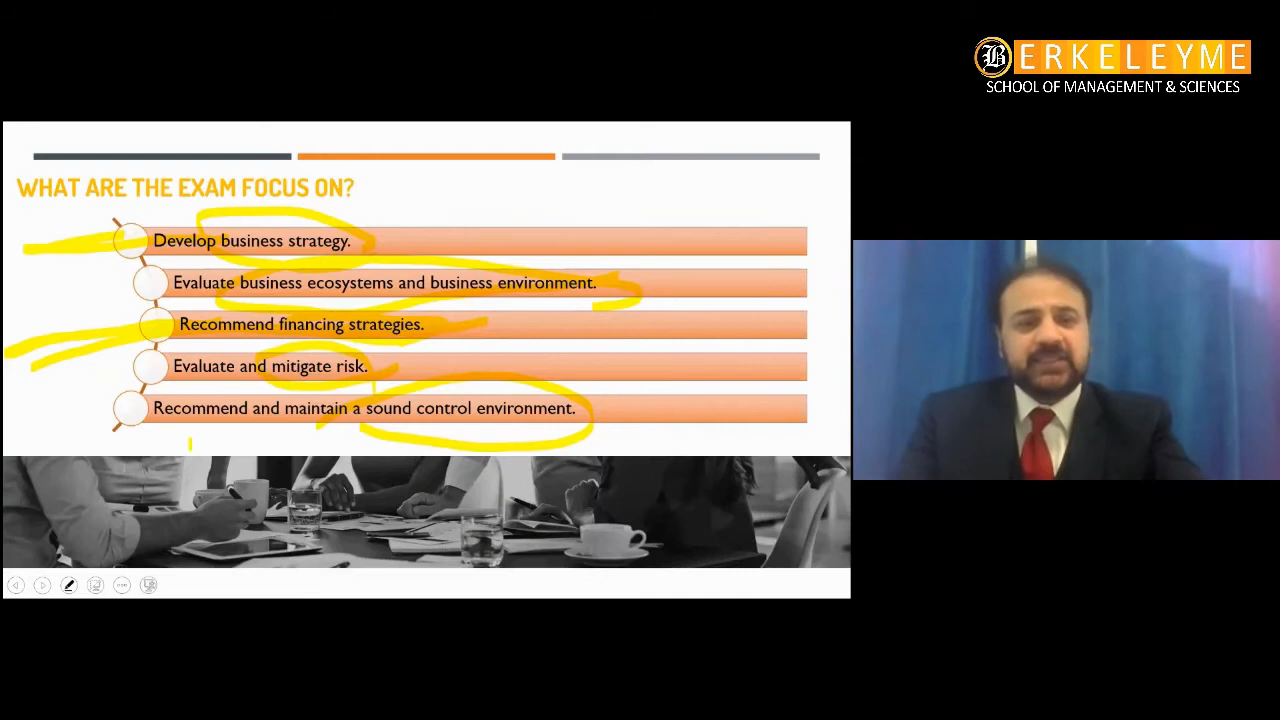 BERKELEYME
SCHOOL OF MANAGEMENT & SCIENCES
WHAT ARE THE EXAM FOCUS ON?
Develop business strategy.
Evaluate business ecosystems and business environment.
Recommend financing strategies.
Evaluate and mitigate risk.
Recommend and maintain a sound control environment.